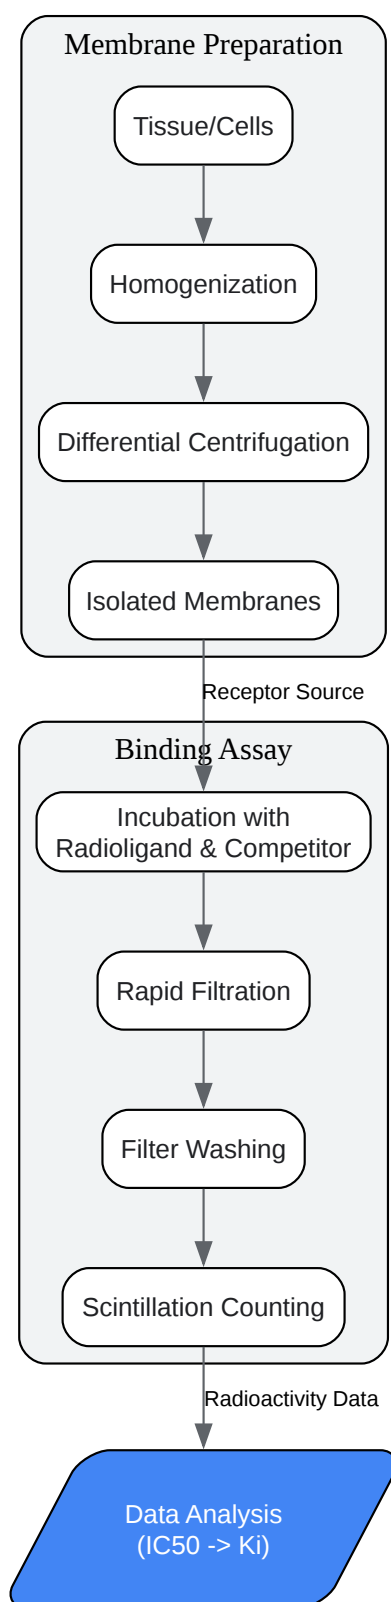 Membrane Preparation
Tissue/Cells
Homogenization
Differential Centrifugation
Isolated Membranes
Receptor Source
Binding Assay
Incubation with
Radioligand & Competitor
Rapid Filtration
Filter Washing
Scintillation Counting
Radioactivity Data
Data Analysis
(IC50 -> Ki)